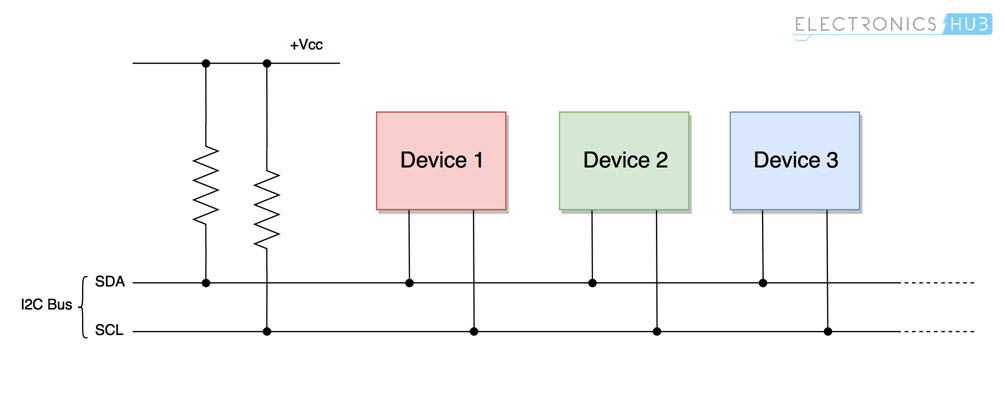 ELECTRONICS HUB
+Vcc
Device 1
Device 2
Device 3
SDA
I2C Bus
SCL